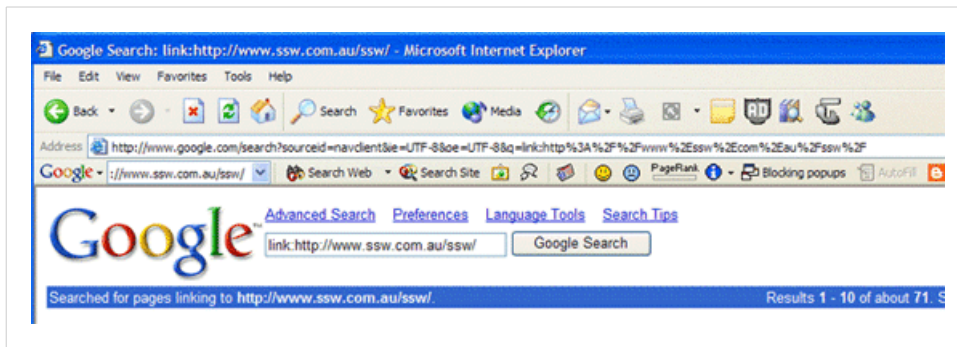 Google Search: link:http://www.ssw.com.au/ssw/ - Microsoft Internet Explorer
File Edit View Favorites Tools Help
Back Search Favorites Media
Address http://www.google.com/search?sourceid=navclient&ie=UTF-8&oe=UTF-8&q=link:http%3A%2F%2Fwww%2Essw%2Ecom%2Eau%2Fssw%2F
Google ://www.ssw.com.au/ssw/ Search Web Search Site PageRank Blocking popups AutoFill
Advanced Search Preferences Language Tools Search Tips
Google link:http://www.ssw.com.au/ssw/ Google Search
Searched for pages linking to http://www.ssw.com.au/ssw/. Results 1 - 10 of about 71. S